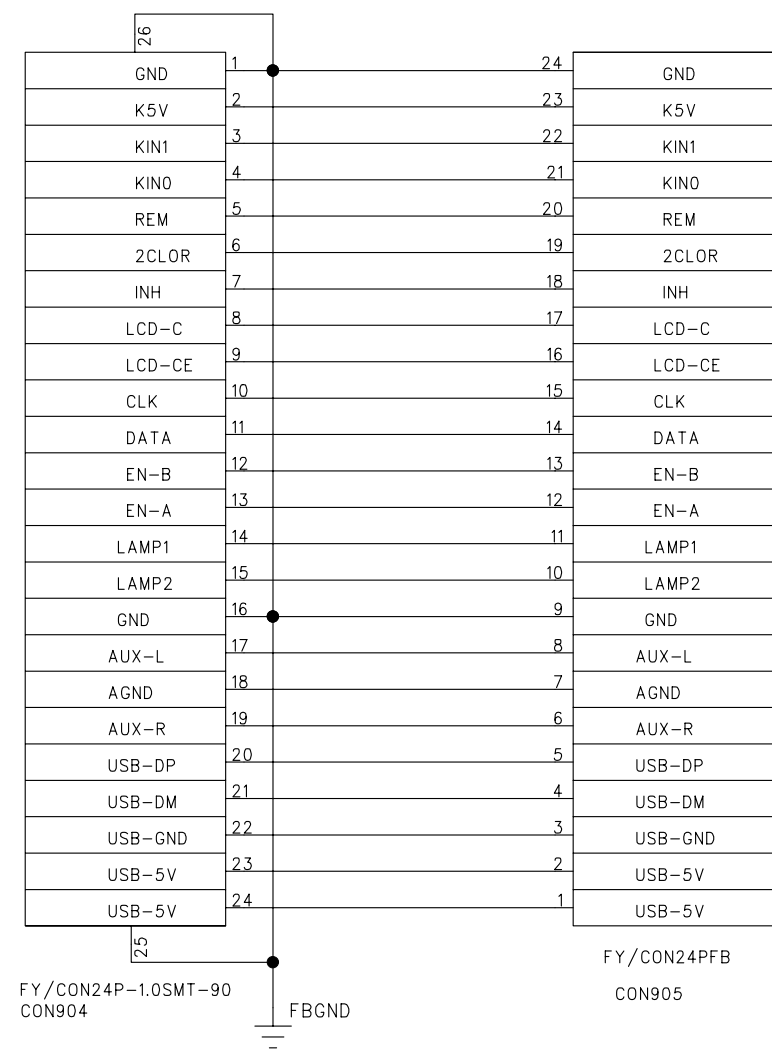 26
GND 1 24 GND
K5V 2 23 K5V
KIN1 3 22 KIN1
KIN0 4 21 KIN0
REM 5 20 REM
2CLOR 6 19 2CLOR
INH 7 18 INH
LCD-C 8 17 LCD-C
LCD-CE 9 16 LCD-CE
CLK 10 15 CLK
DATA 11 14 DATA
EN-B 12 13 EN-B
EN-A 13 12 EN-A
LAMP1 14 11 LAMP1
LAMP2 15 10 LAMP2
GND 16 9 GND
AUX-L 17 8 AUX-L
AGND 18 7 AGND
AUX-R 19 6 AUX-R
USB-DP 20 5 USB-DP
USB-DM 21 4 USB-DM
USB-GND 22 3 USB-GND
USB-5V 23 2 USB-5V
USB-5V 24 1 USB-5V
25
FY/CON24PFB
FY/CON24P-1.0SMT-90
CON905
CON904
FBGND